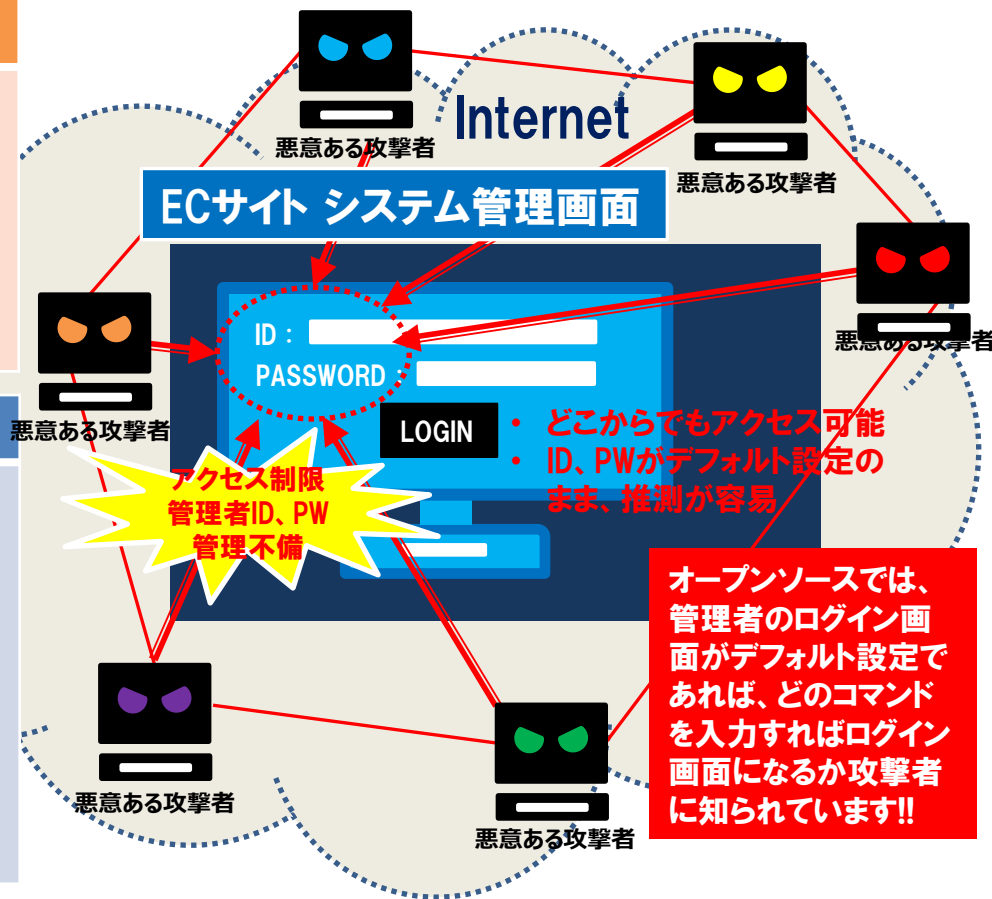 Internet
悪意ある攻撃者
悪意ある攻撃者
ECサイト システム管理画面
悪意ある攻撃者
ID :
PASSWORD :
LOGIN
悪意ある攻撃者
・ どこからでもアクセス可能
・ ID、PWがデフォルト設定の
まま、推測が容易
アクセス制限
管理者ID、PW
管理不備
オープンソースでは、
管理者のログイン画
面がデフォルト設定で
あれば、どのコマンド
を入力すればログイン
画面になるか攻撃者
に知られています!!
悪意ある攻撃者
悪意ある攻撃者